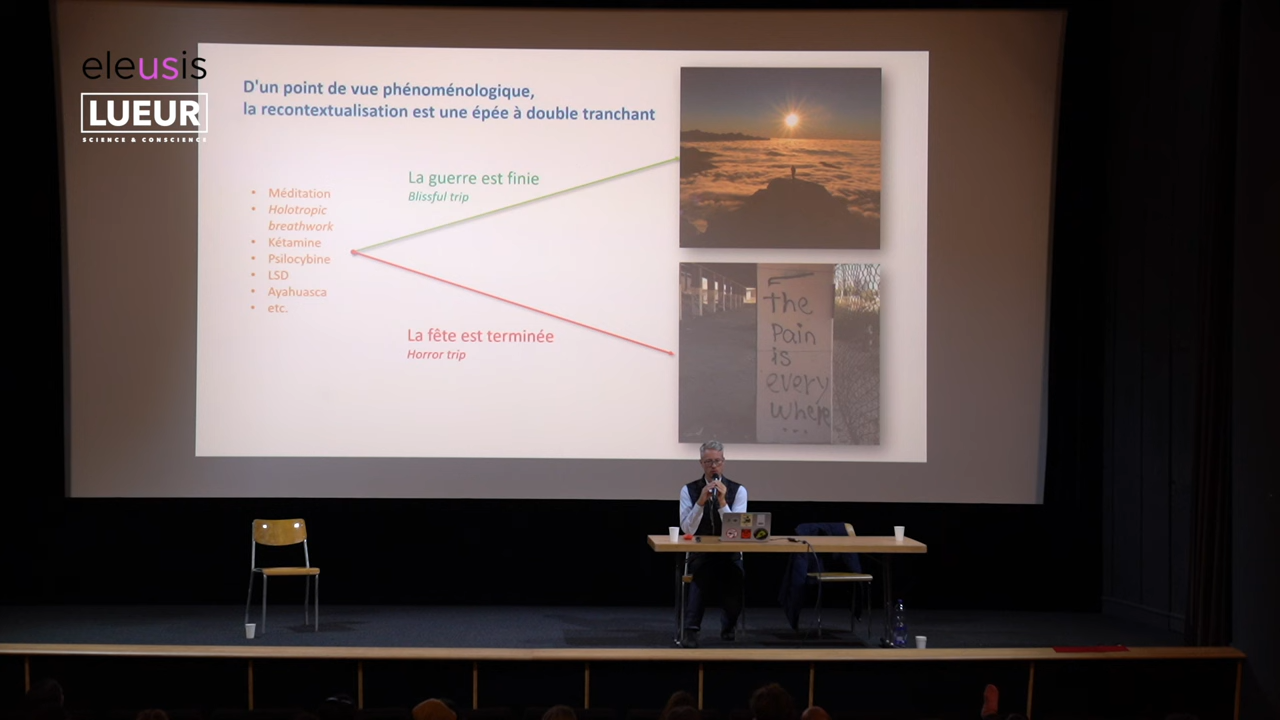 eleusis
LUEUR
SCIENCE & CONSCIENCE
D'un point de vue phénoménologique,
la recontextualisation est une épée à double tranchant
• Méditation
• Holotropic
breathwork
• Kétamine
• Psilocybine
• LSD
• Ayahuasca
• etc.
La guerre est finie
Blissful trip
La fête est terminée
Horror trip
the
Pain
is
every
Where
...